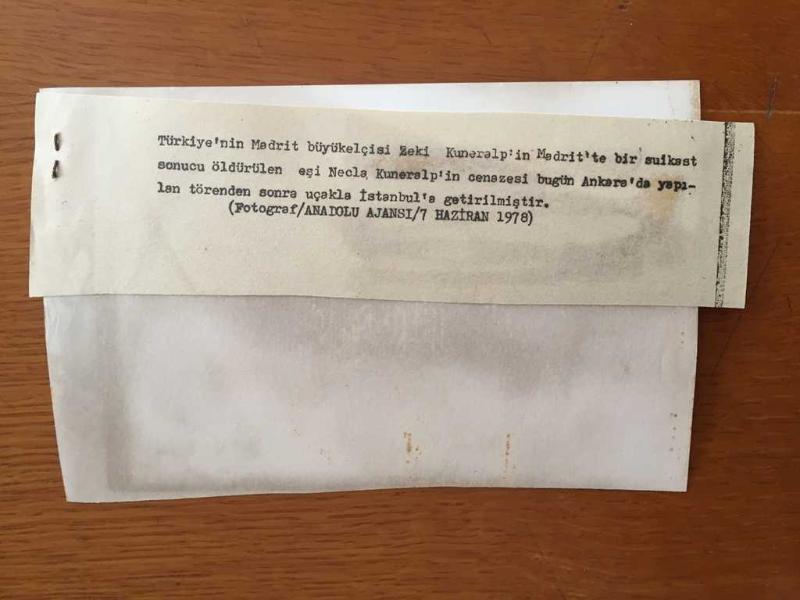 Türkiye'nin Madrit büyükelçisi Zeki Kuneralp'in Madrit'te bir suikast
sonucu öldürülen eşi Necla Kuneralp'in cenazesi bugün Ankara'da yapı-
lan törenden sonra uçakla İstanbul'a getirilmiştir.
(Fotograf/ANADOLU AJANSI/7 HAZİRAN 1978)